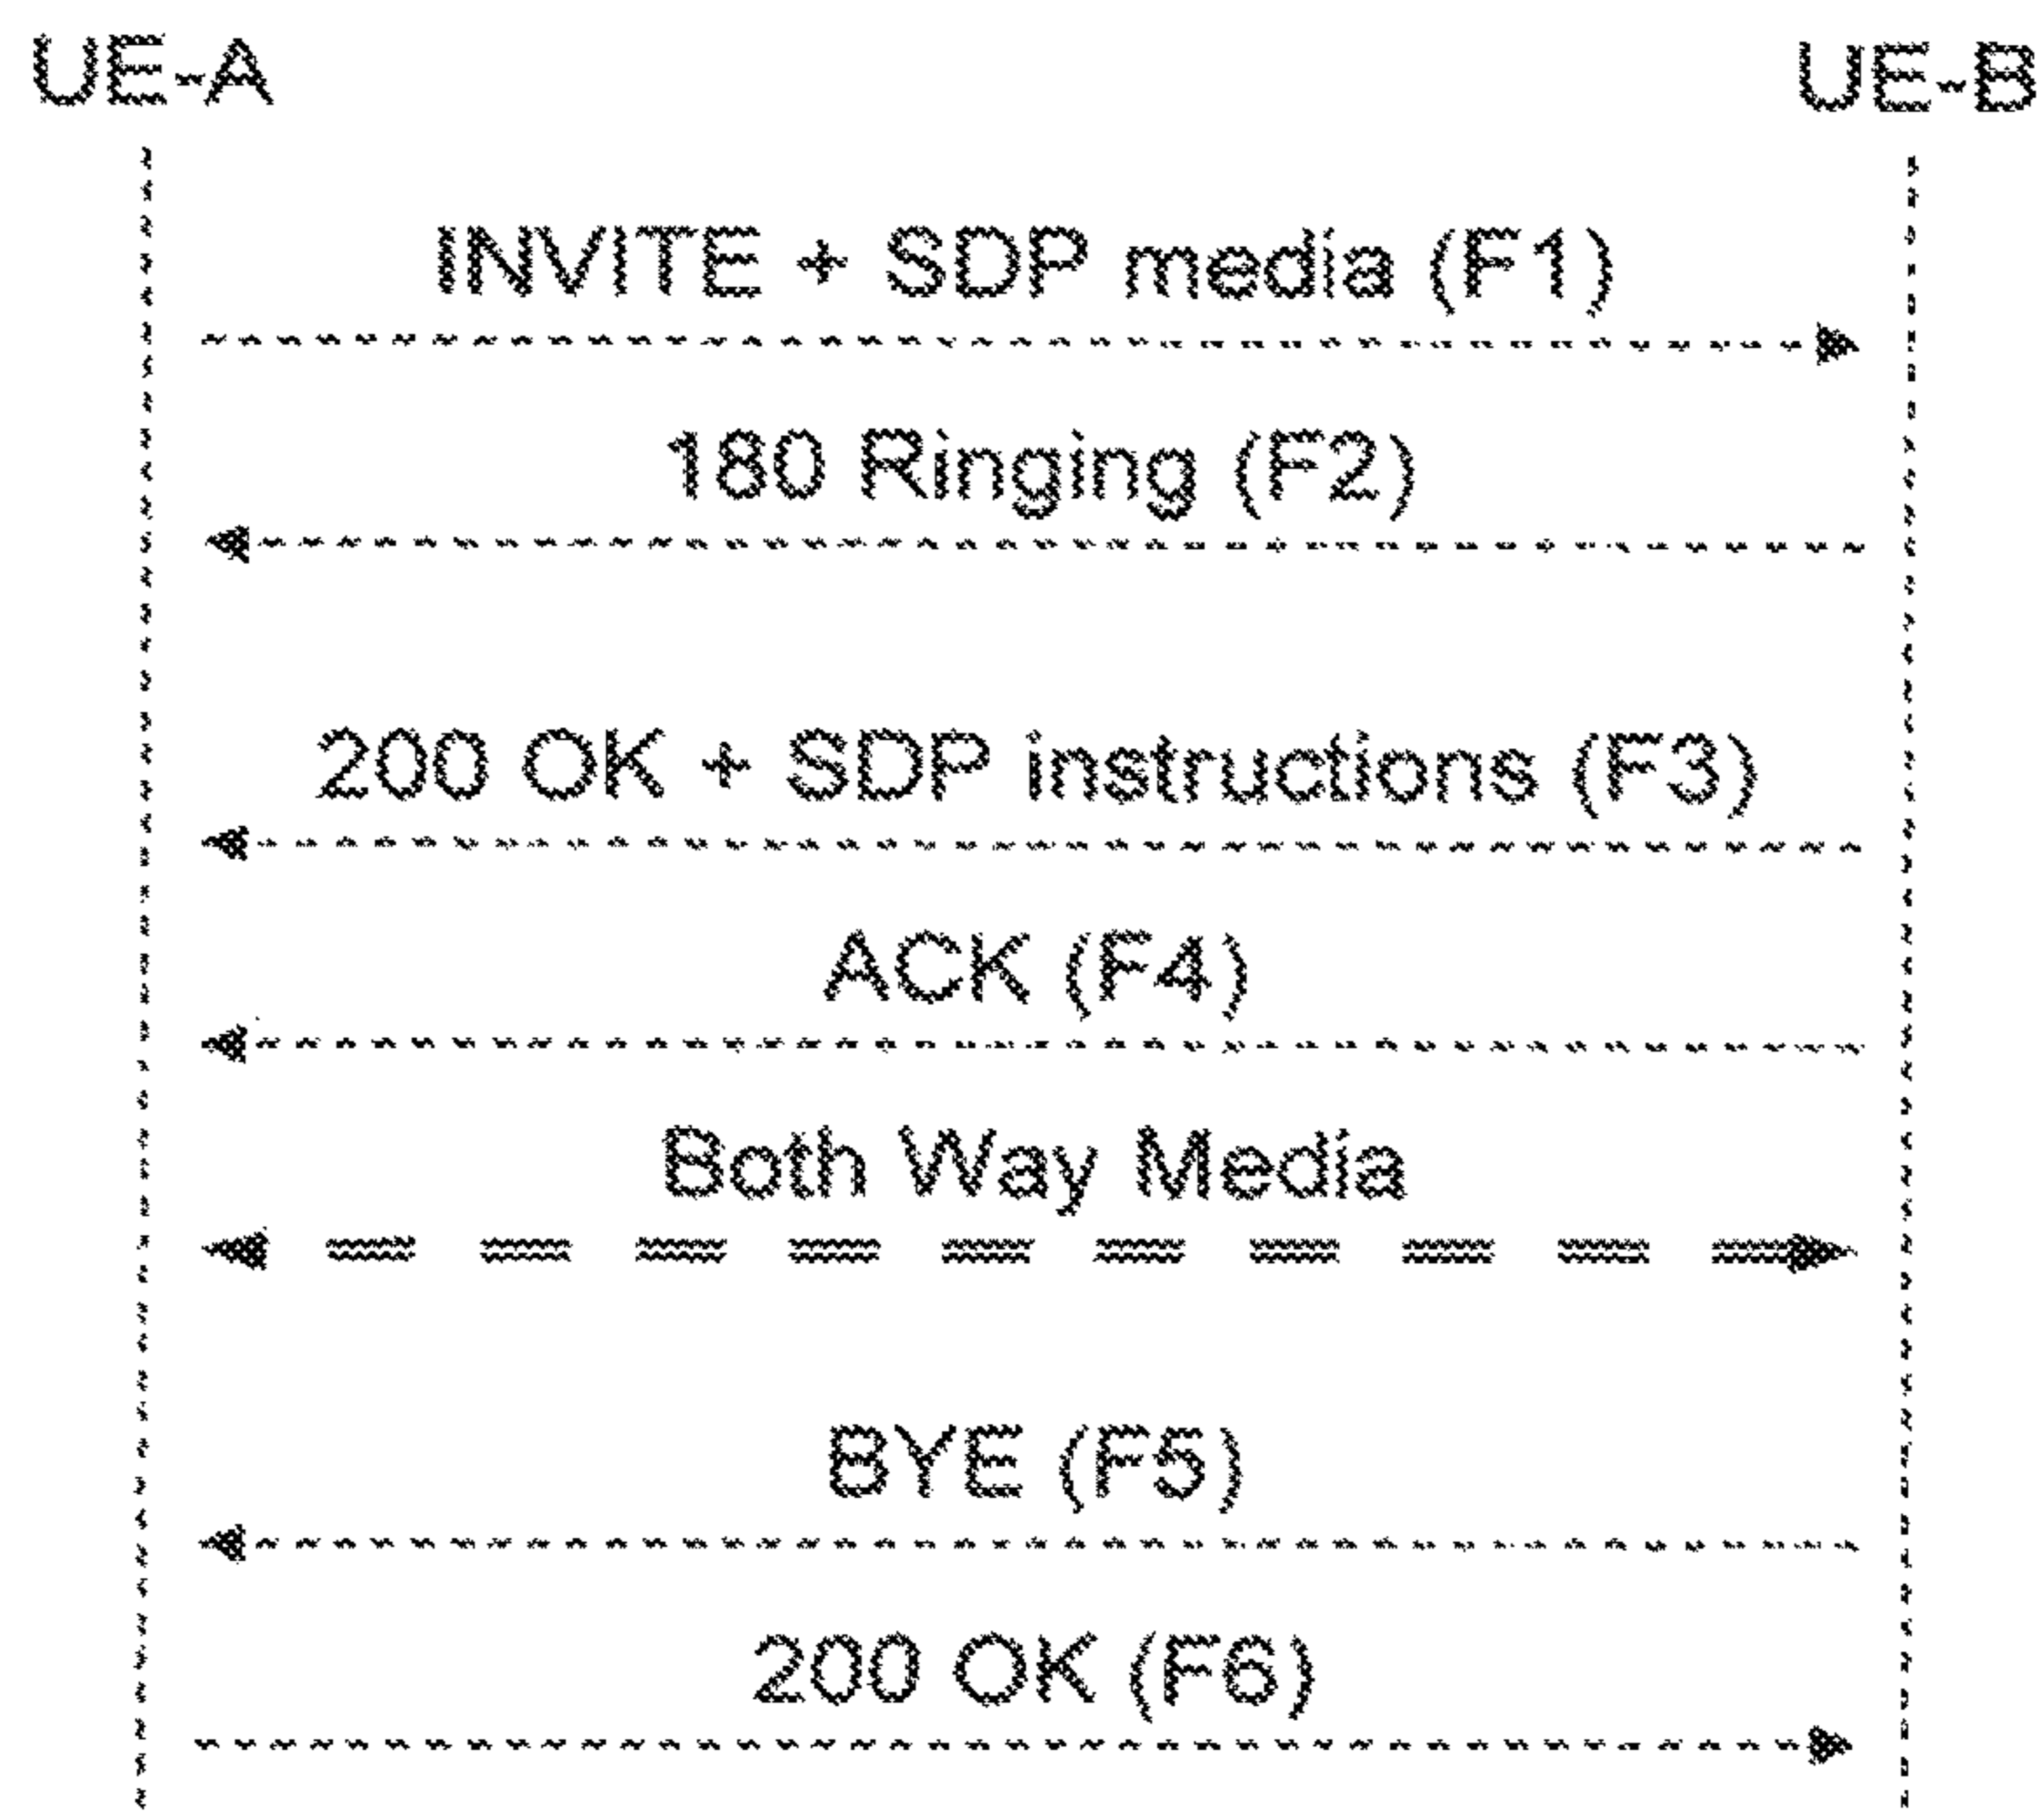 UE-A UE-B
INVITE + SDP media (F1)
180 Ringing (F2)
200 OK + SDP instructions (F3)
ACK (F4)
Both Way Media
BYE (F5)
200 OK (F6)